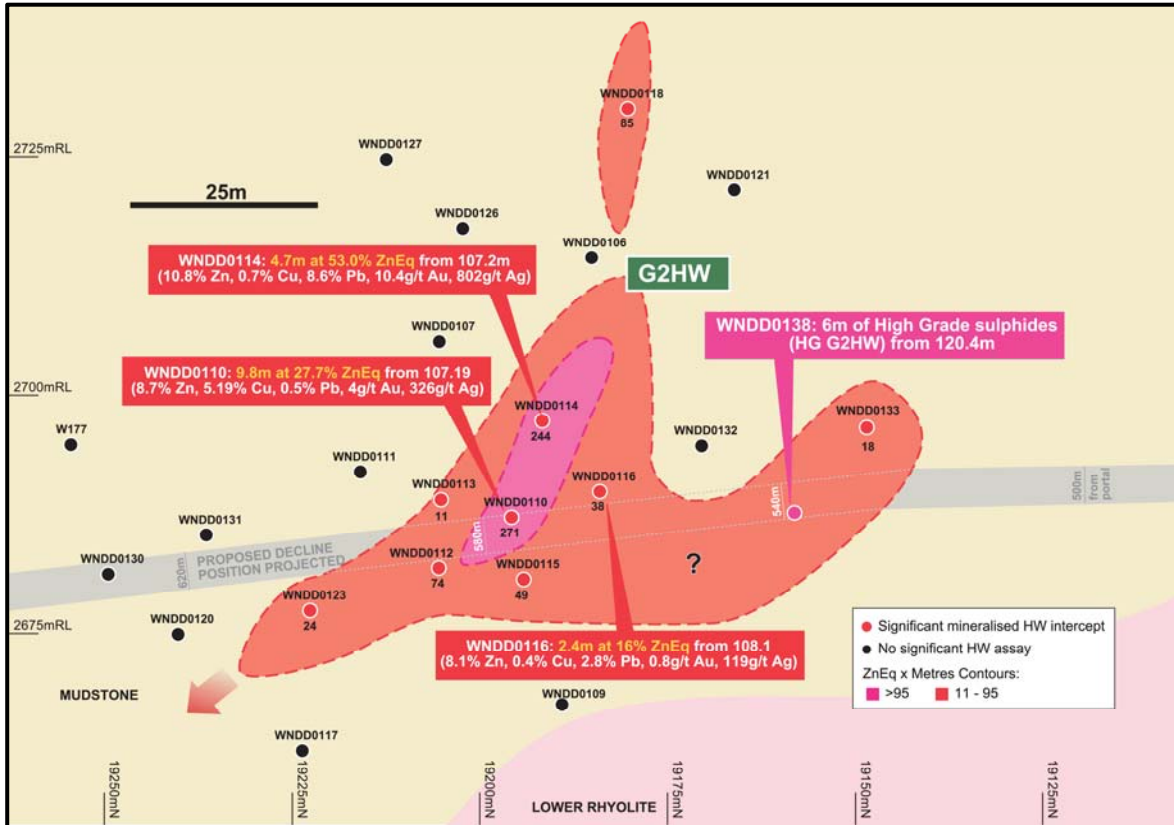 WNDD0118
85
2725mRL
WNDD0127
WNDD0121
25m
WNDD0126
WNDD0106
WNDD0114: 4.7m at 53.0% ZnEq from 107.2m
(10.8% Zn, 0.7% Cu, 8.6% Pb, 10.4g/t Au, 802g/t Ag)
G2HW
WNDD0107
WNDD0138: 6m of High Grade sulphides
(HG G2HW) from 120.4m
WNDD0110: 9.8m at 27.7% ZnEq from 107.19
(8.7% Zn, 5.19% Cu, 0.5% Pb, 4g/t Au, 326g/t Ag)
2700mRL
WNDD0114
244
WNDD0133
18
W177
WNDD0132
WNDD0111
WNDD0113
11
WNDD0116
38
WNDD0110
271
540m
500m
from
portal
580m
WNDD0131
PROPOSED DECLINE
POSITION PROJECTED
620m
WNDD0130
WNDD0112
74
WNDD0115
49
?
WNDD0123
24
WNDD0120
2675mRL
WNDD0116: 2.4m at 16% ZnEq from 108.1
(8.1% Zn, 0.4% Cu, 2.8% Pb, 0.8g/t Au, 119g/t Ag)
Significant mineralised HW intercept
No significant HW assay
ZnEq x Metres Contours:
>95
11 - 95
MUDSTONE
WNDD0109
WNDD0117
19250mN
19225mN
19200mN
19175mN
19150mN
19125mN
LOWER RHYOLITE